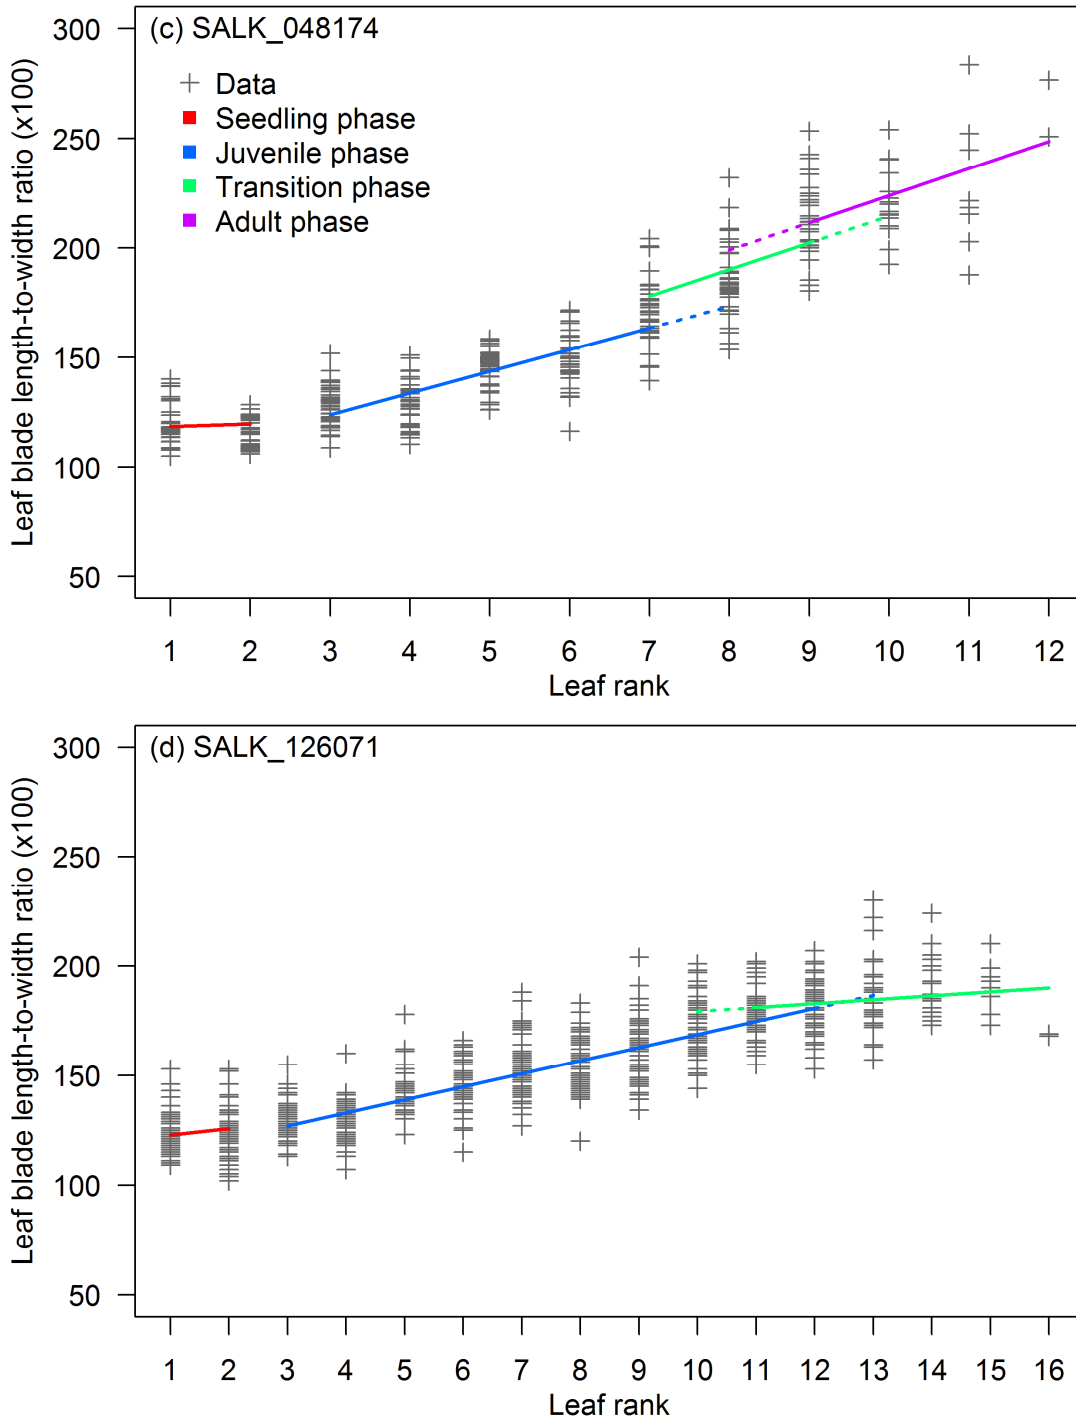 (c) SALK_048174
Data
Seedling phase
Juvenile phase
Transition phase
Adult phase
Leaf blade length-to-width ratio (x100)
300
250
200
150
100
50
1 2 3 4 5 6 7 8 9 10 11 12
Leaf rank
(d) SALK_126071
Leaf blade length-to-width ratio (x100)
300
250
200
150
100
50
1 2 3 4 5 6 7 8 9 10 11 12 13 14 15 16
Leaf rank